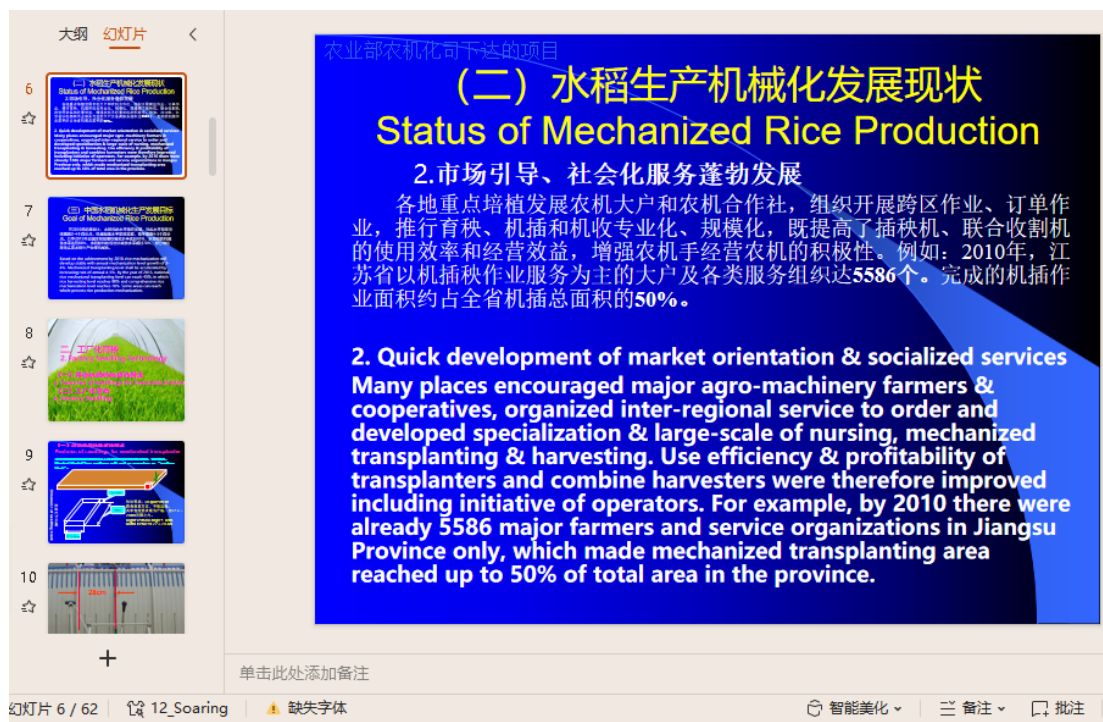 大纲 幻灯片
6
7
8
9
10
28cm
农业部农机化司下达的项目
（二）水稻生产机械化发展现状
Status of Mechanized Rice Production
2.市场引导、社会化服务蓬勃发展
各地重点培植发展农机大户和农机合作社，组织开展跨区作业、订单作
业，推行育秧、机插和机收专业化、规模化，既提高了插秧机、联合收割机
的使用效率和经营效益，增强农机手经营农机的积极性。例如：2010年，江
苏省以机插秧作业服务为主的大户及各类服务组织达5586个。完成的机插作
业面积约占全省机插总面积的50%。
2. Quick development of market orientation & socialized services
Many places encouraged major agro-machinery farmers &
cooperatives, organized inter-regional service to order and
developed specialization & large-scale of nursing, mechanized
transplanting & harvesting. Use efficiency & profitability of
transplanters and combine harvesters were therefore improved
including initiative of operators. For example, by 2010 there were
already 5586 major farmers and service organizations in Jiangsu
Province only, which made mechanized transplanting area
reached up to 50% of total area in the province.
单击此处添加备注
幻灯片 6 / 62 12_Soaring 缺失字体 智能美化 备注 批注